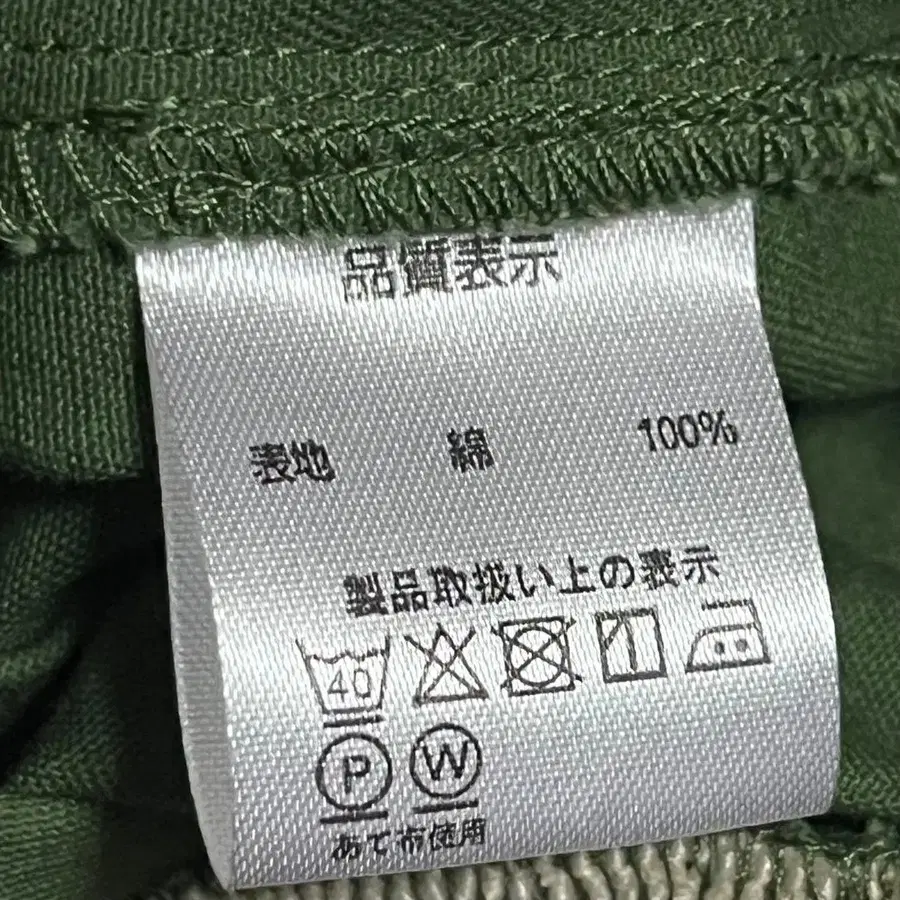 品質表示
表地 綿 100%
製品取扱い上の表示
40
P W
あて布使用